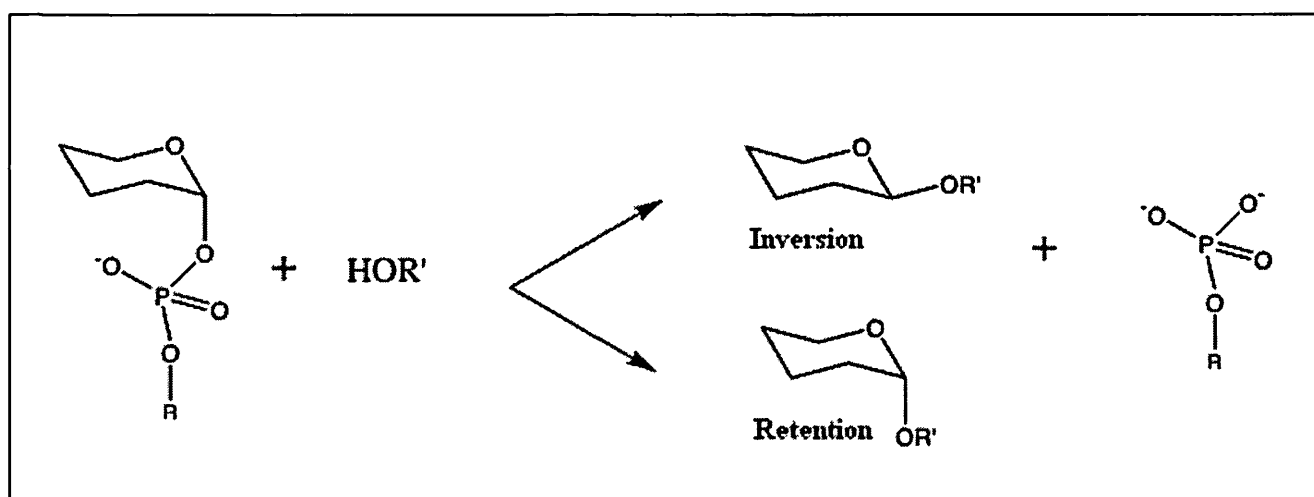 O
O
⁻O P O
O
R
+
HOR'
O
OR'
Inversion
O
OR'
Retention
+
⁻O O⁻
P
O
O
R